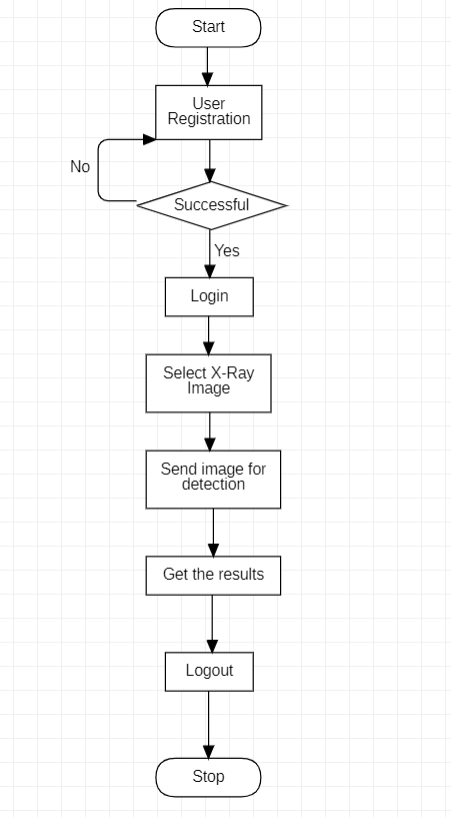 Start
User
Registration
No
Successful
Yes
Login
Select X-Ray
Image
Send image for
detection
Get the results
Logout
Stop